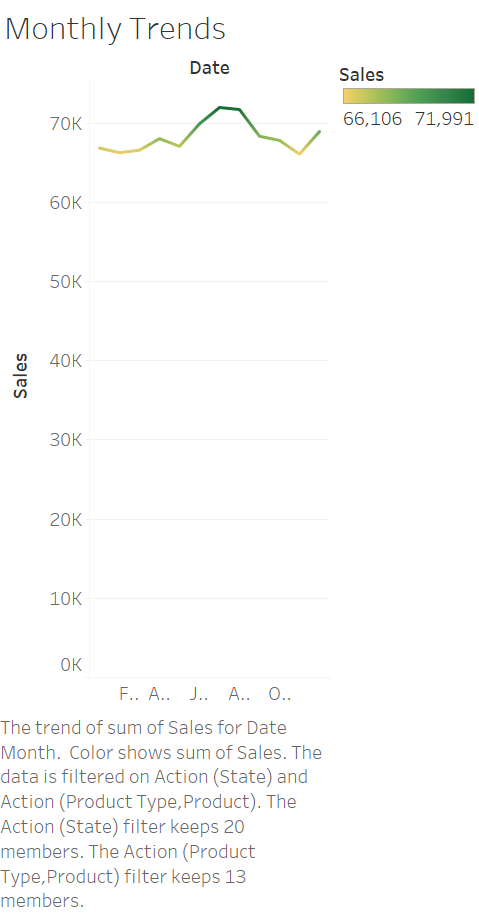 Monthly Trends
Date
Sales
66,106 71,991
70K
60K
50K
40K
30K
20K
10K
0K
Sales
F.. A.. J.. A.. O..
The trend of sum of Sales for Date
Month.  Color shows sum of Sales. The
data is filtered on Action (State) and
Action (Product Type,Product). The
Action (State) filter keeps 20
members. The Action (Product
Type,Product) filter keeps 13
members.